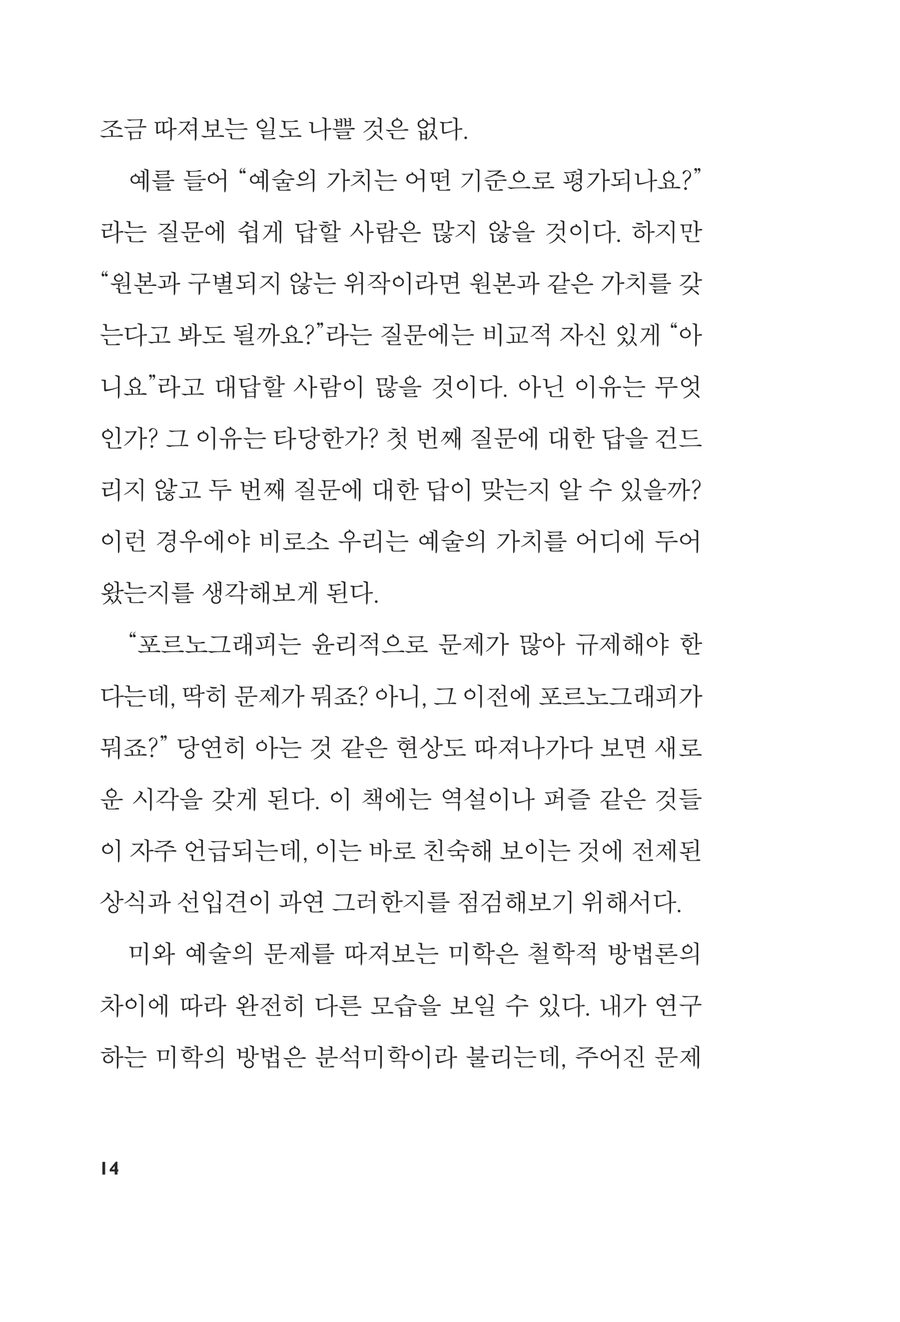 조금 따져보는 일도 나쁠 것은 없다.
예를 들어 “예술의 가치는 어떤 기준으로 평가되나요?”
라는 질문에 쉽게 답할 사람은 많지 않을 것이다. 하지만
“원본과 구별되지 않는 위작이라면 원본과 같은 가치를 갖
는다고 봐도 될까요?”라는 질문에는 비교적 자신 있게 “아
니요”라고 대답할 사람이 많을 것이다. 아닌 이유는 무엇
인가? 그 이유는 타당한가? 첫 번째 질문에 대한 답을 건드
리지 않고 두 번째 질문에 대한 답이 맞는지 알 수 있을까?
이런 경우에야 비로소 우리는 예술의 가치를 어디에 두어
왔는지를 생각해보게 된다.
“포르노그래피는 윤리적으로 문제가 많아 규제해야 한
다는데, 딱히 문제가 뭐죠? 아니, 그 이전에 포르노그래피가
뭐죠?” 당연히 아는 것 같은 현상도 따져나가다 보면 새로
운 시각을 갖게 된다. 이 책에는 역설이나 퍼즐 같은 것들
이 자주 언급되는데, 이는 바로 친숙해 보이는 것에 전제된
상식과 선입견이 과연 그러한지를 점검해보기 위해서다.
미와 예술의 문제를 따져보는 미학은 철학적 방법론의
차이에 따라 완전히 다른 모습을 보일 수 있다. 내가 연구
하는 미학의 방법은 분석미학이라 불리는데, 주어진 문제
14